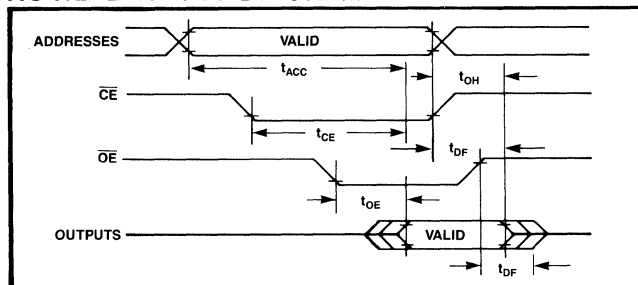 ADDRESSES VALID
tACC tOH
CE
tCE tDF
OE
tOE
OUTPUTS VALID
tDF